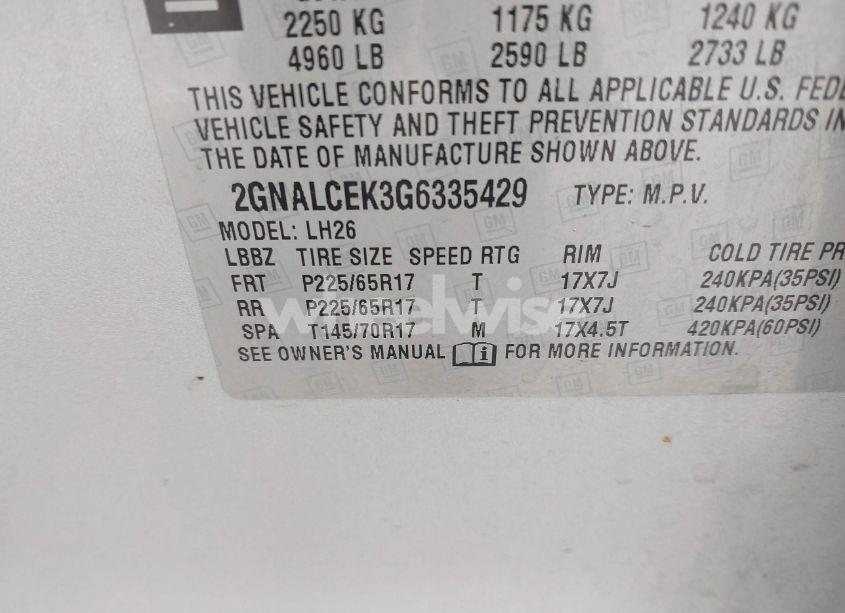 2250 KG 1175 KG 1240 KG
4960 LB 2590 LB 2733 LB
THIS VEHICLE CONFORMS TO ALL APPLICABLE U.S. FEDE
VEHICLE SAFETY AND THEFT PREVENTION STANDARDS IN
THE DATE OF MANUFACTURE SHOWN ABOVE.
2GNALCEK3G6335429 TYPE: M.P.V.
MODEL: LH26
LBBZ TIRE SIZE SPEED RTG RIM COLD TIRE PR
FRT P225/65R17 T 17X7J 240KPA(35PSI)
RR P225/65R17 T 17X7J 240KPA(35PSI)
SPA T145/70R17 M 17X4.5T 420KPA(60PSI)
SEE OWNER'S MANUAL FOR MORE INFORMATION.